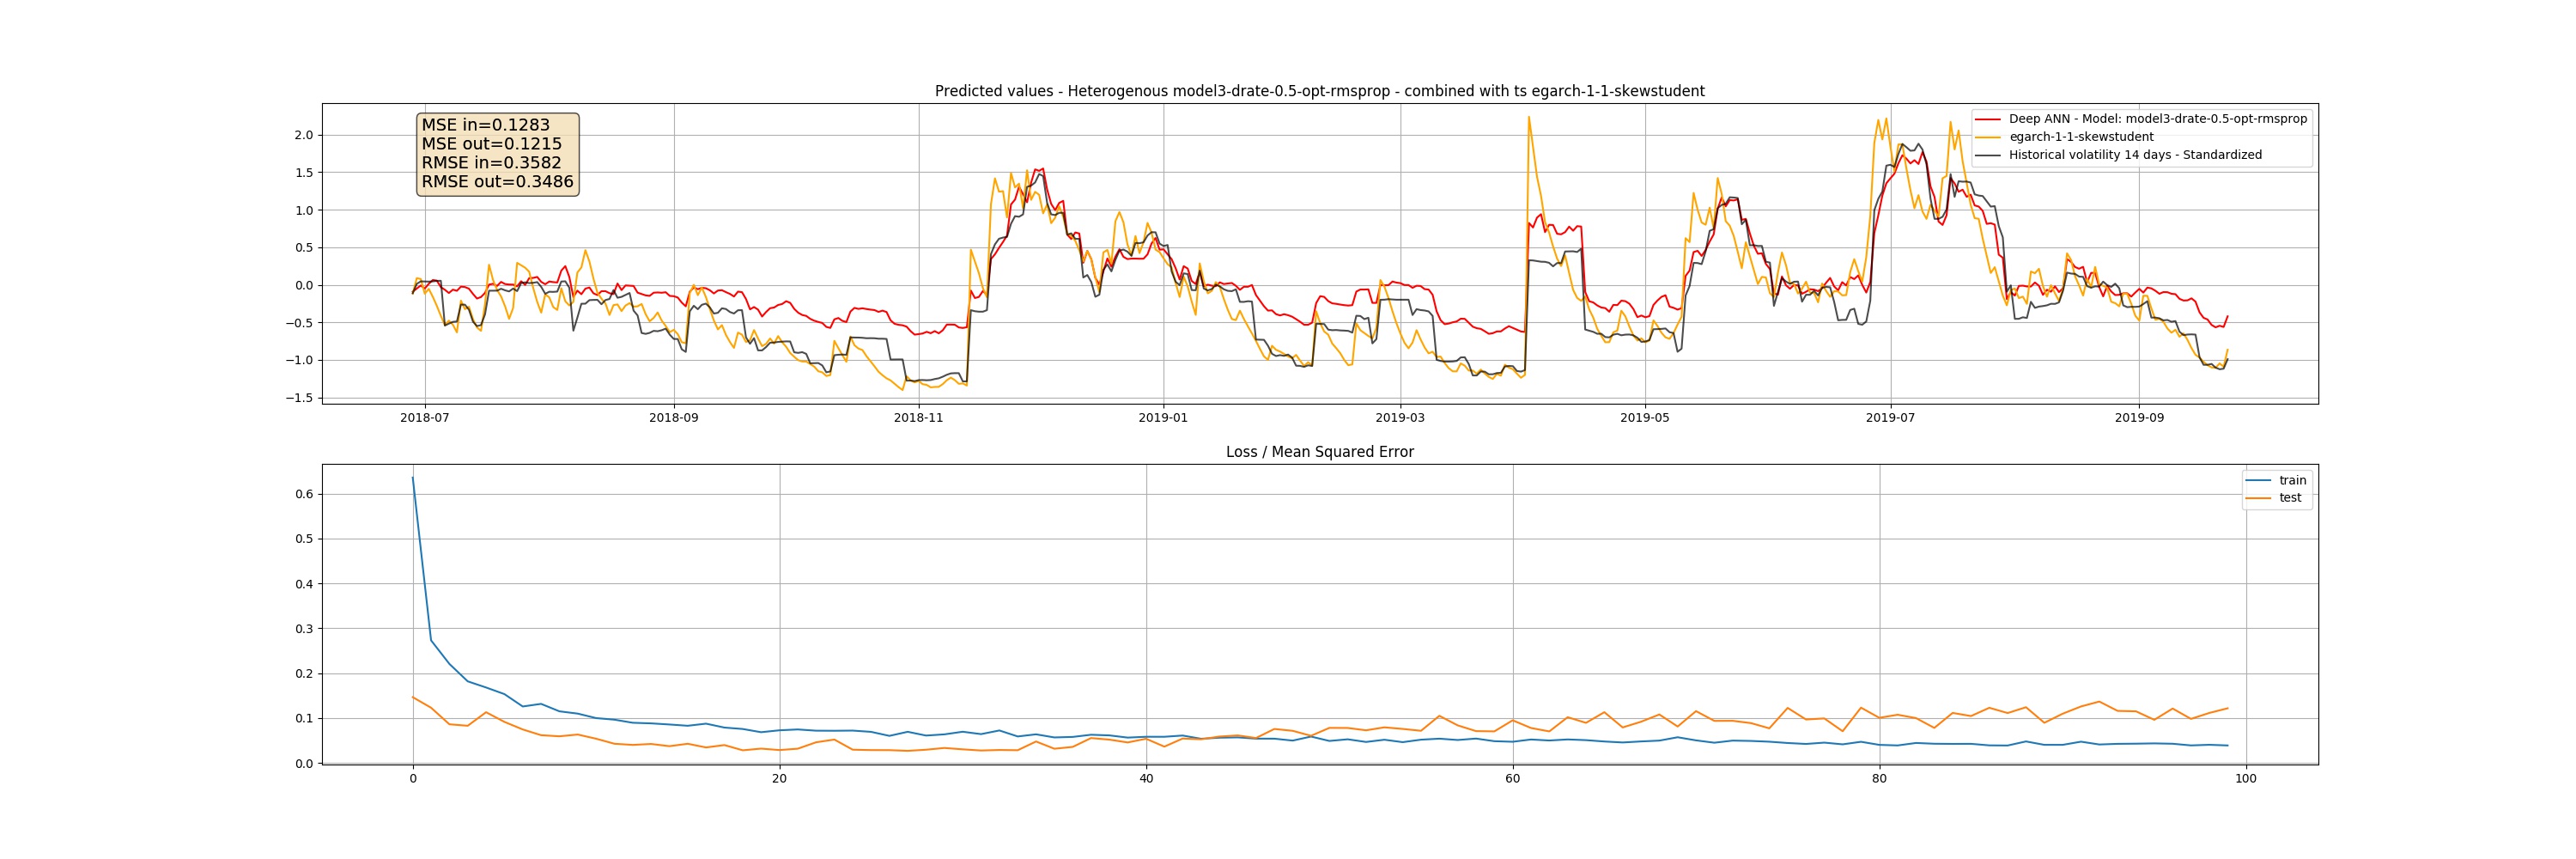 Predicted values - Heterogenous model3-drate-0.5-opt-rmsprop - combined with ts egarch-1-1-skewstudent
MSE in=0.1283
MSE out=0.1215
RMSE in=0.3582
RMSE out=0.3486
Deep ANN - Model: model3-drate-0.5-opt-rmsprop
egarch-1-1-skewstudent
Historical volatility 14 days - Standardized
2.0
1.5
1.0
0.5
0.0
−0.5
−1.0
−1.5
2018-07 2018-09 2018-11 2019-01 2019-03 2019-05 2019-07 2019-09
Loss / Mean Squared Error
train
test
0.6
0.5
0.4
0.3
0.2
0.1
0.0
0 20 40 60 80 100